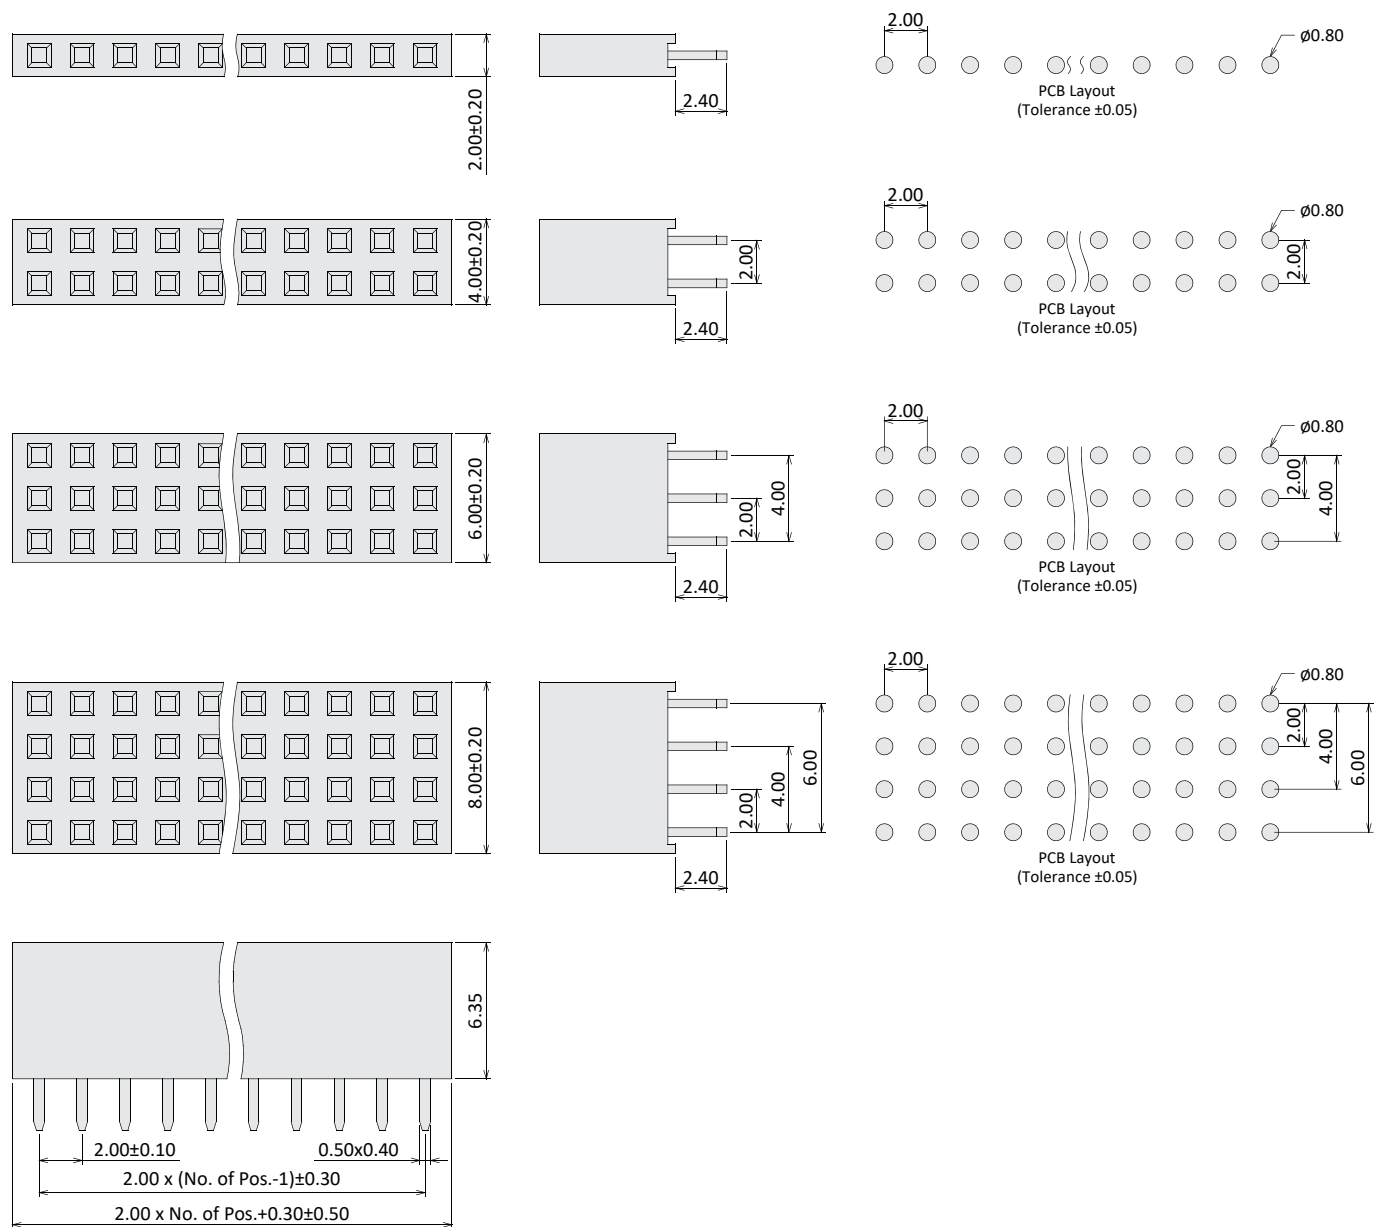 2.00
ø0.80
2.00±0.20
2.40
PCB Layout
(Tolerance ±0.05)
2.00
ø0.80
4.00±0.20
2.00
2.00
2.40
PCB Layout
(Tolerance ±0.05)
2.00
ø0.80
6.00±0.20
2.00
4.00
2.00
4.00
2.40
PCB Layout
(Tolerance ±0.05)
2.00
ø0.80
8.00±0.20
2.00
4.00
6.00
2.00
4.00
6.00
2.40
PCB Layout
(Tolerance ±0.05)
6.35
2.00±0.10
0.50x0.40
2.00 x (No. of Pos.-1)±0.30
2.00 x No. of Pos.+0.30±0.50